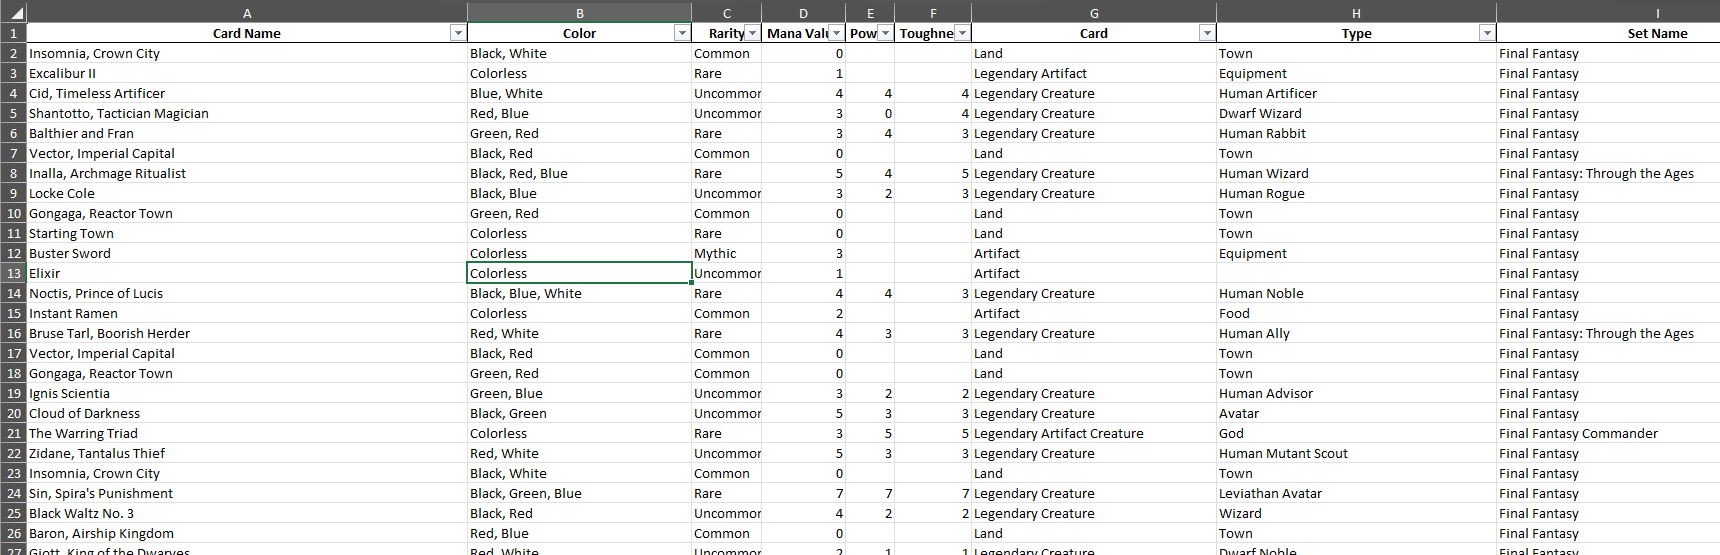 A B C D E F G H I
1 Card Name Color Rarity Mana Valu Pow Toughne Card Type Set Name
2 Insomnia, Crown City Black, White Common 0 Land Town Final Fantasy
3 Excalibur II Colorless Rare 1 Legendary Artifact Equipment Final Fantasy
4 Cid, Timeless Artificer Blue, White Uncommon 4 4 4 Legendary Creature Human Artificer Final Fantasy
5 Shantotto, Tactician Magician Red, Blue Uncommon 3 0 4 Legendary Creature Dwarf Wizard Final Fantasy
6 Balthier and Fran Green, Red Rare 3 4 3 Legendary Creature Human Rabbit Final Fantasy
7 Vector, Imperial Capital Black, Red Common 0 Land Town Final Fantasy
8 Inalla, Archmage Ritualist Black, Red, Blue Rare 5 4 5 Legendary Creature Human Wizard Final Fantasy: Through the Ages
9 Locke Cole Black, Blue Uncommon 3 2 3 Legendary Creature Human Rogue Final Fantasy
10 Gongaga, Reactor Town Green, Red Common 0 Land Town Final Fantasy
11 Starting Town Colorless Rare 0 Land Town Final Fantasy
12 Buster Sword Colorless Mythic 3 Artifact Equipment Final Fantasy
13 Elixir Colorless Uncommon 1 Artifact Final Fantasy
14 Noctis, Prince of Lucis Black, Blue, White Rare 4 4 3 Legendary Creature Human Noble Final Fantasy
15 Instant Ramen Colorless Common 2 Artifact Food Final Fantasy
16 Bruse Tarl, Boorish Herder Red, White Rare 4 3 3 Legendary Creature Human Ally Final Fantasy: Through the Ages
17 Vector, Imperial Capital Black, Red Common 0 Land Town Final Fantasy
18 Gongaga, Reactor Town Green, Red Common 0 Land Town Final Fantasy
19 Ignis Scientia Green, Blue Uncommon 3 2 2 Legendary Creature Human Advisor Final Fantasy
20 Cloud of Darkness Black, Green Uncommon 5 3 3 Legendary Creature Avatar Final Fantasy
21 The Warring Triad Colorless Rare 3 5 5 Legendary Artifact Creature God Final Fantasy Commander
22 Zidane, Tantalus Thief Red, White Uncommon 5 3 3 Legendary Creature Human Mutant Scout Final Fantasy
23 Insomnia, Crown City Black, White Common 0 Land Town Final Fantasy
24 Sin, Spira's Punishment Black, Green, Blue Rare 7 7 7 Legendary Creature Leviathan Avatar Final Fantasy
25 Black Waltz No. 3 Black, Red Uncommon 4 2 2 Legendary Creature Wizard Final Fantasy
26 Baron, Airship Kingdom Red, Blue Common 0 Land Town Final Fantasy
27 Giott, King of the Dwarves Red, White Uncommon 2 1 1 Legendary Creature Dwarf Noble Final Fantasy